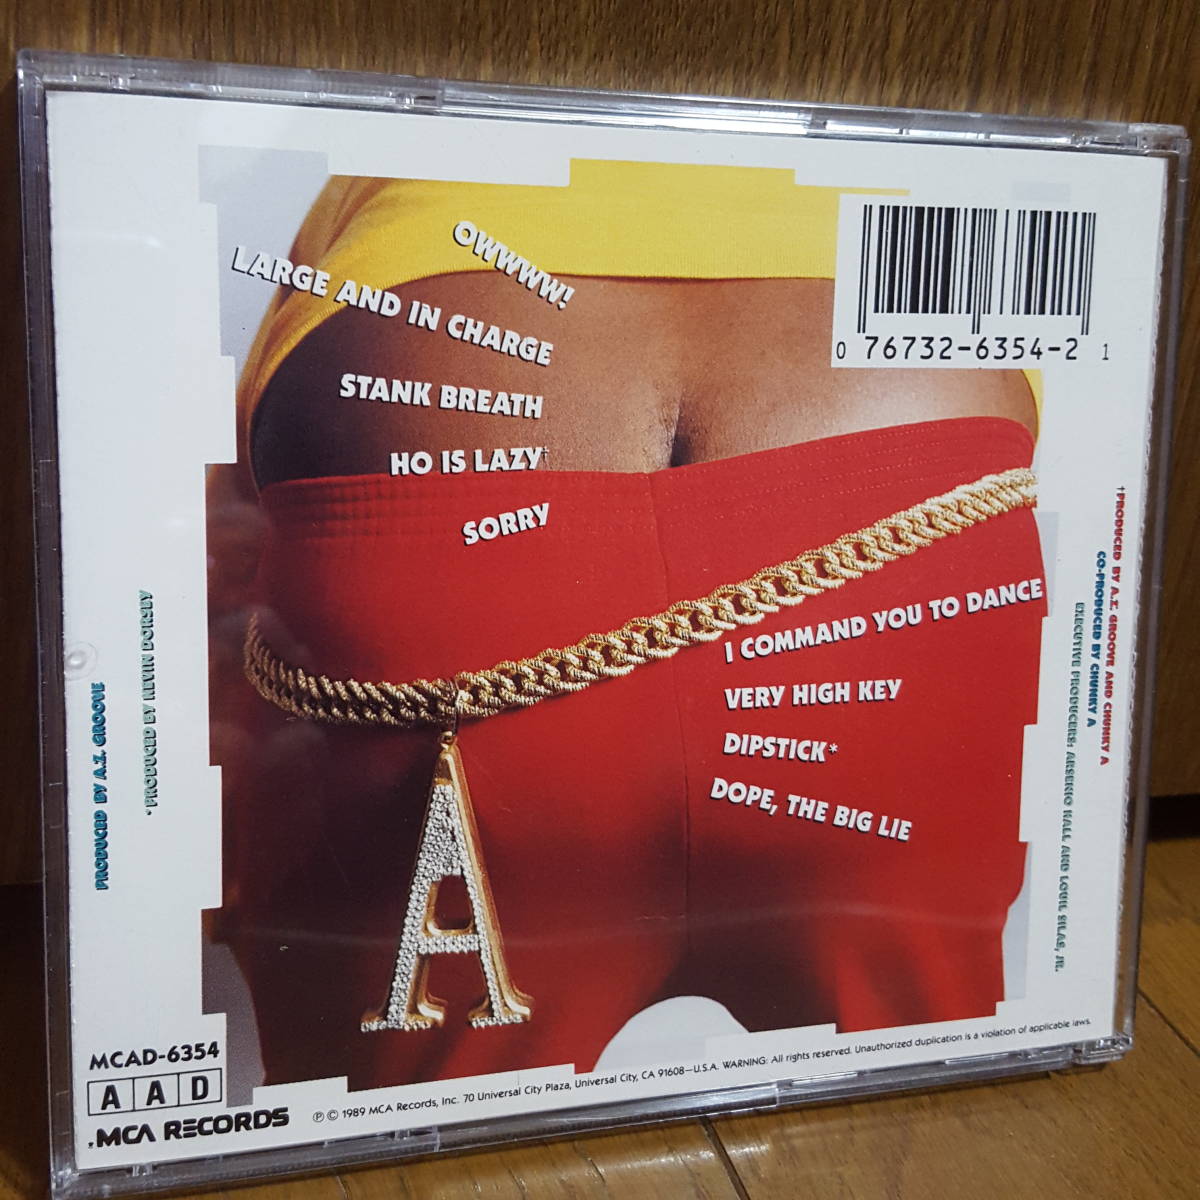 OWWWW!
LARGE AND IN CHARGE
STANK BREATH
HO IS LAZY†
SORRY
I COMMAND YOU TO DANCE
VERY HIGH KEY
DIPSTICK*
DOPE, THE BIG LIE
0 76732-6354-2 1
PRODUCED BY A.Z. GROOVE
*PRODUCED BY KEVIN DORSEY
†PRODUCED BY A.Z. GROOVE AND CHUNKY A
CO-PRODUCED BY CHUNKY A
EXECUTIVE PRODUCERS: ARSENIO HALL AND LOUIL SILAS, JR.
MCAD-6354
A A D
MCA RECORDS
℗ © 1989 MCA Records, Inc. 70 Universal City Plaza, Universal City, CA 91608—U.S.A. WARNING: All rights reserved. Unauthorized duplication is a violation of applicable laws.
A